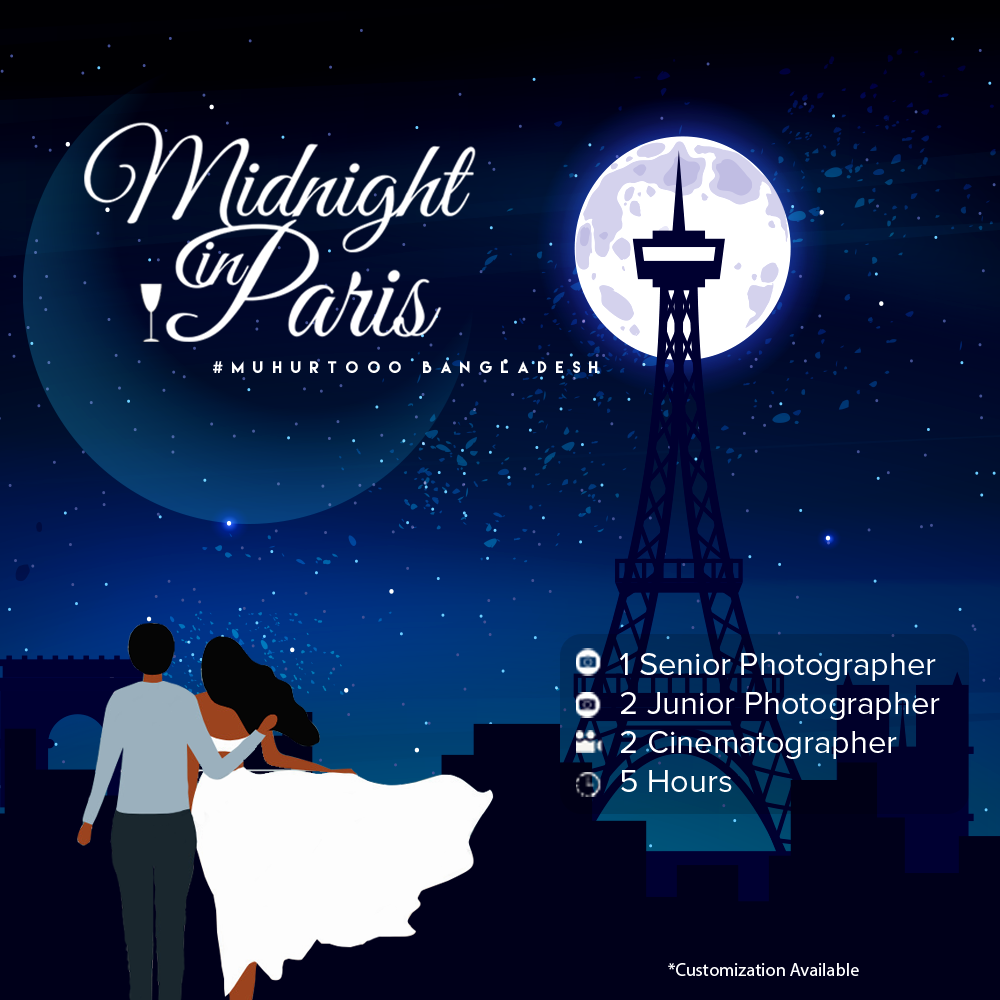 Midnight
in Paris
#MUHURTOOO BANGLADESH
1 Senior Photographer
2 Junior Photographer
2 Cinematographer
5 Hours
*Customization Available